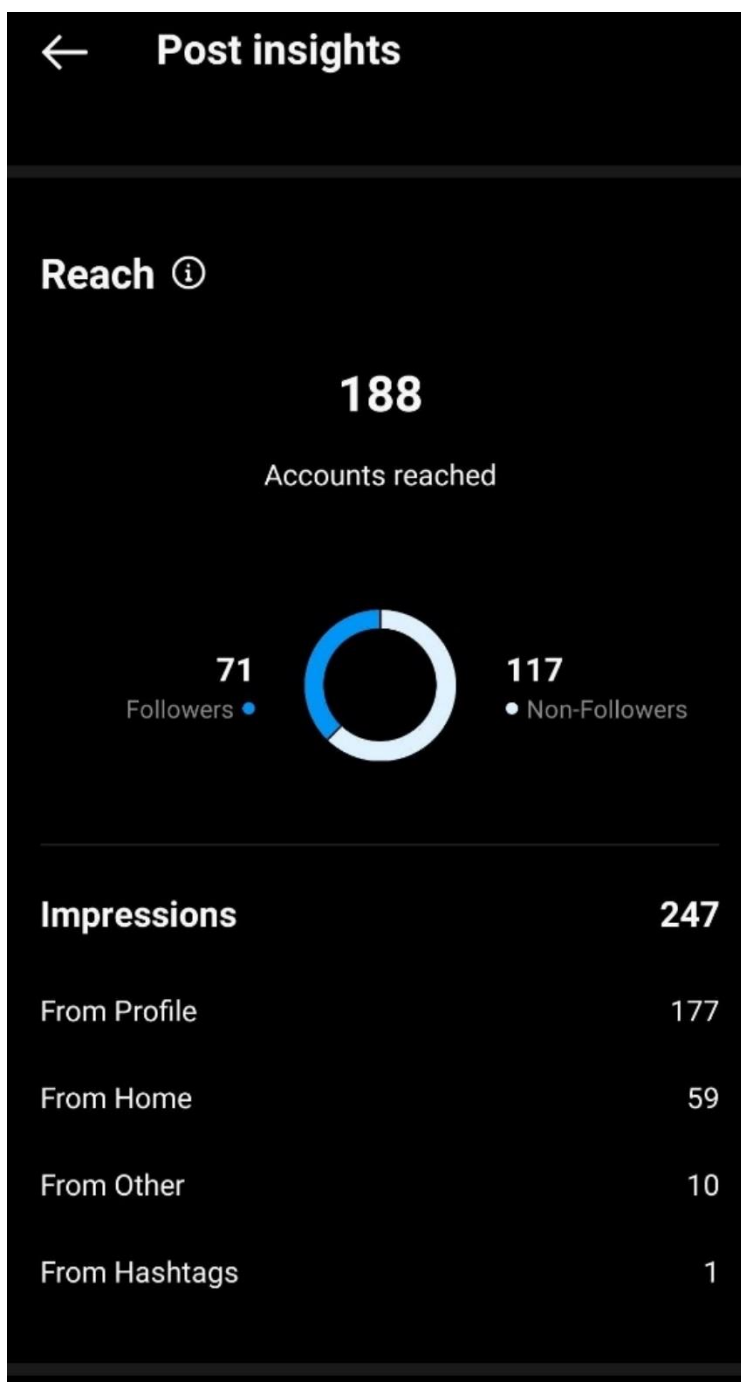 Post insights
Reach
188
Accounts reached
71
Followers
117
Non-Followers
Impressions 247
From Profile 177
From Home 59
From Other 10
From Hashtags 1